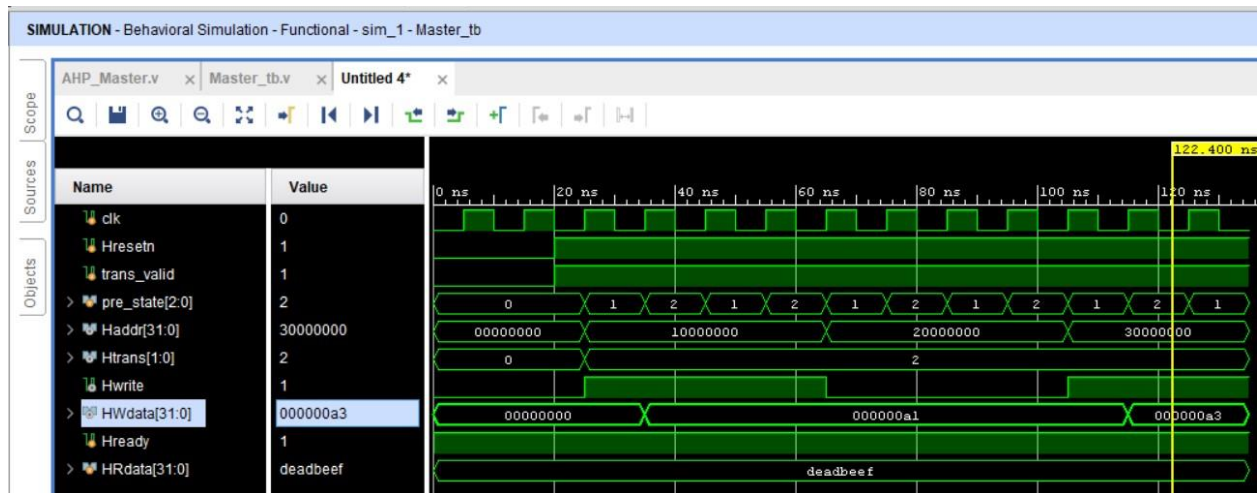 SIMULATION - Behavioral Simulation - Functional - sim_1 - Master_tb
Scope
Sources
Objects
AHP_Master.v × Master_tb.v × Untitled 4* ×
122.400 ns
Name Value
0 ns 20 ns 40 ns 60 ns 80 ns 100 ns 120 ns
clk 0
Hresetn 1
trans_valid 1
> pre_state[2:0] 2 0 1 2 1 2 1 2 1 2 1 2 1
> Haddr[31:0] 30000000 00000000 10000000 20000000 30000000
> Htrans[1:0] 2 0 2
Hwrite 1
> HWdata[31:0] 000000a3 00000000 000000a1 000000a3
Hready 1
> HRdata[31:0] deadbeef deadbeef